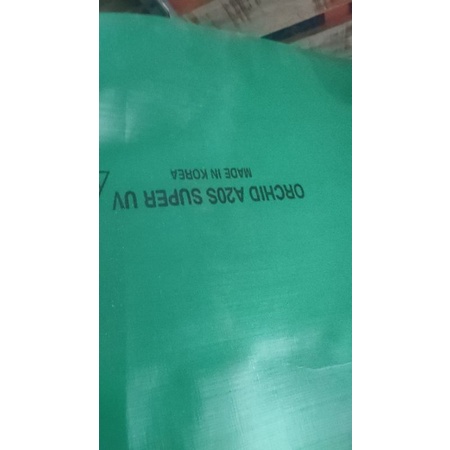 ORCHID A20S SUPER UV
MADE IN KOREA